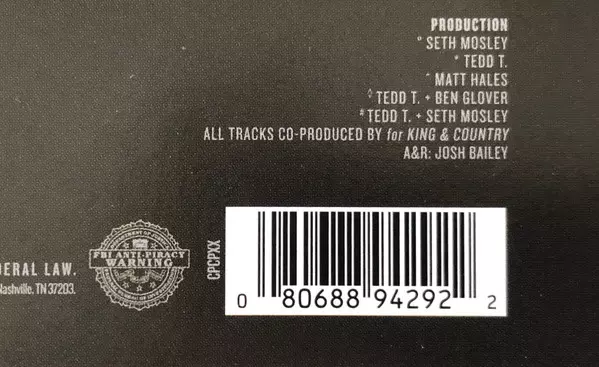 PRODUCTION
° SETH MOSLEY
* TEDD T.
^ MATT HALES
◊ TEDD T. + BEN GLOVER
# TEDD T. + SETH MOSLEY
ALL TRACKS CO-PRODUCED BY for KING & COUNTRY
A&R: JOSH BAILEY
DERAL LAW.
Nashville, TN 37203.
FBI ANTI-PIRACY
WARNING
CPCPXX
0 80688 94292 2